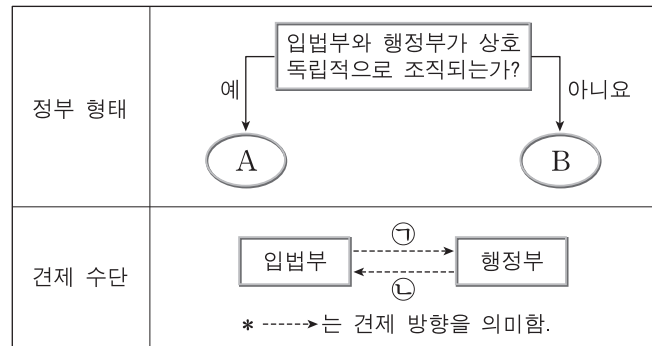 정부 형태
입법부와 행정부가 상호
독립적으로 조직되는가?
예
아니요
A
B
견제 수단
입법부
㉠
행정부
㉡
* ------▶는 견제 방향을 의미함.